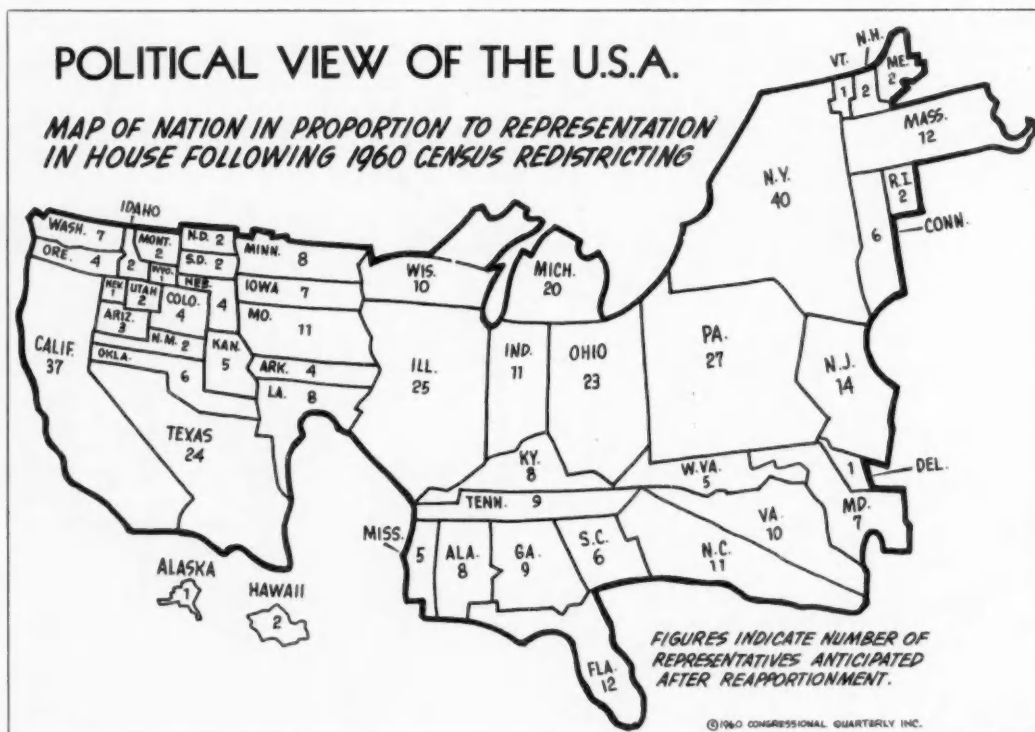 POLITICAL VIEW OF THE U.S.A.
MAP OF NATION IN PROPORTION TO REPRESENTATION
IN HOUSE FOLLOWING 1960 CENSUS REDISTRICTING
N.H.
VT.
ME.
2
1
2
MASS.
12
R.I.
2
CONN.
6
N.Y.
40
IDAHO
2
WASH. 7
ORE. 4
MONT.
2
N.D. 2
S.D. 2
WYO.
1
NEB.
4
MINN.
8
WIS.
10
MICH.
20
NEV.
1
UTAH
2
COLO.
4
IOWA
7
MO.
11
ARIZ.
3
N.M. 2
KAN.
5
CALIF.
37
OKLA.
6
ARK. 4
LA. 8
ILL.
25
IND.
11
OHIO
23
PA.
27
N.J.
14
TEXAS
24
KY.
8
W.VA.
5
1
DEL.
MD.
7
TENN. 9
VA.
10
MISS.
5
ALA.
8
GA.
9
S.C.
6
N.C.
11
ALASKA
1
HAWAII
2
FLA.
12
FIGURES INDICATE NUMBER OF
REPRESENTATIVES ANTICIPATED
AFTER REAPPORTIONMENT.
©1960 CONGRESSIONAL QUARTERLY INC.